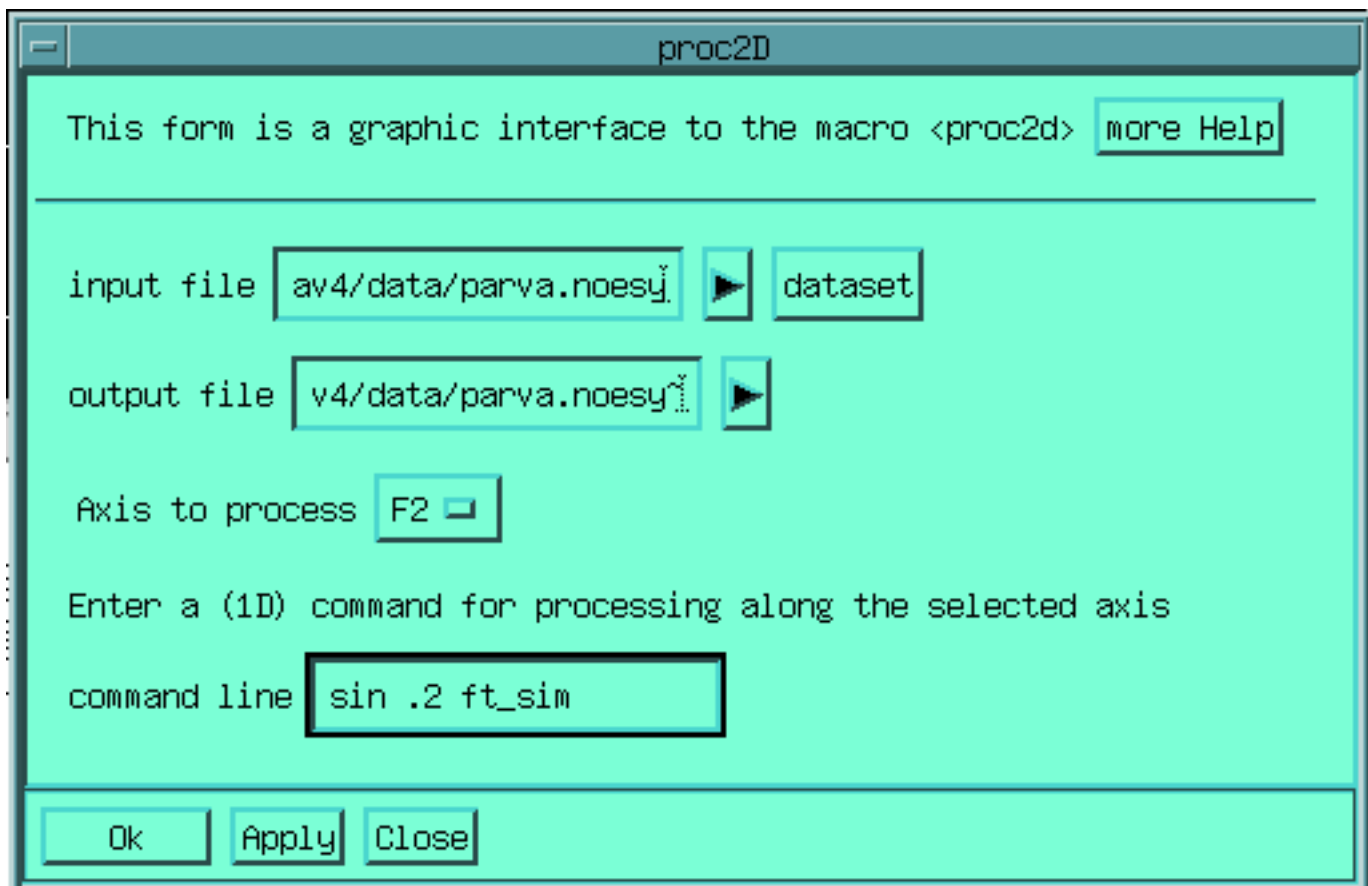 proc2D
This form is a graphic interface to the macro <proc2d> more Help
input file av4/data/parva.noesy dataset
output file v4/data/parva.noesy~
Axis to process F2
Enter a (1D) command for processing along the selected axis
command line sin .2 ft_sim
Ok Apply Close